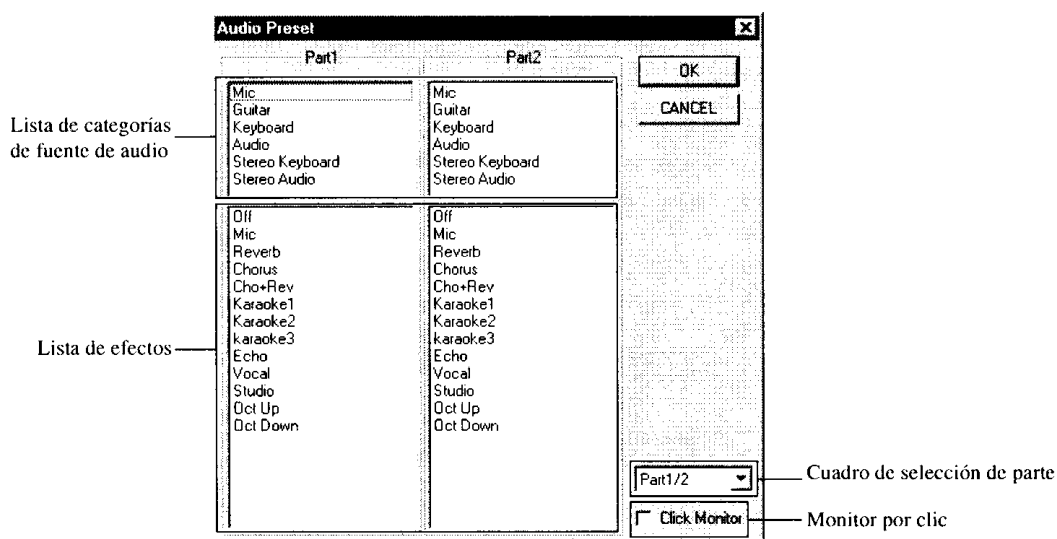 Audio Preset
Part1
Part2
OK
CANCEL
Lista de categorías
de fuente de audio
Mic
Guitar
Keyboard
Audio
Stereo Keyboard
Stereo Audio
Mic
Guitar
Keyboard
Audio
Stereo Keyboard
Stereo Audio
Lista de efectos
Off
Mic
Reverb
Chorus
Cho+Rev
Karaoke1
Karaoke2
karaoke3
Echo
Vocal
Studio
Oct Up
Oct Down
Off
Mic
Reverb
Chorus
Cho+Rev
Karaoke1
Karaoke2
karaoke3
Echo
Vocal
Studio
Oct Up
Oct Down
Part1/2
Cuadro de selección de parte
Click Monitor
Monitor por clic